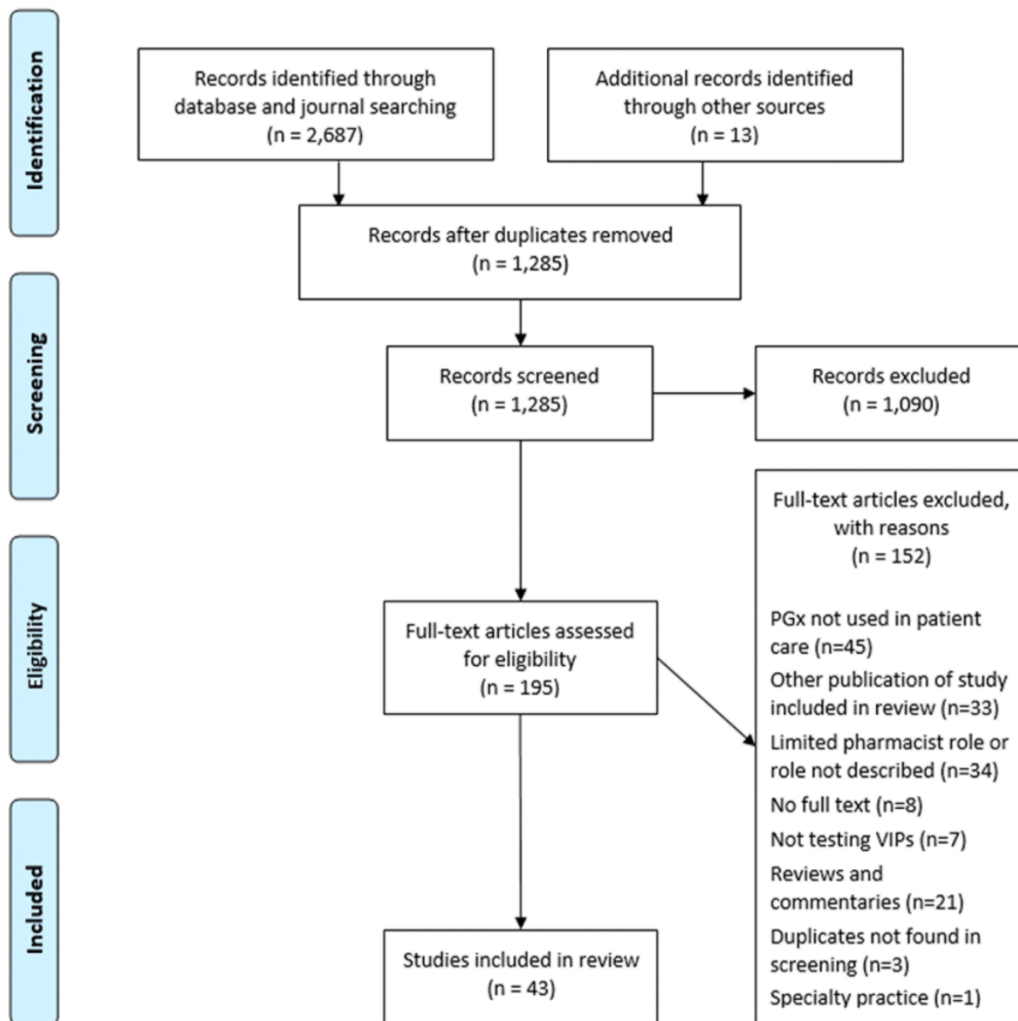 Identification
Records identified through
database and journal searching
(n = 2,687)
Additional records identified
through other sources
(n = 13)
Records after duplicates removed
(n = 1,285)
Screening
Records screened
(n = 1,285)
Records excluded
(n = 1,090)
Eligibility
Full-text articles assessed
for eligibility
(n = 195)
Full-text articles excluded,
with reasons
(n = 152)
PGx not used in patient
care (n=45)
Other publication of study
included in review (n=33)
Limited pharmacist role or
role not described (n=34)
No full text (n=8)
Not testing VIPs (n=7)
Reviews and
commentaries (n=21)
Duplicates not found in
screening (n=3)
Specialty practice (n=1)
Included
Studies included in review
(n = 43)